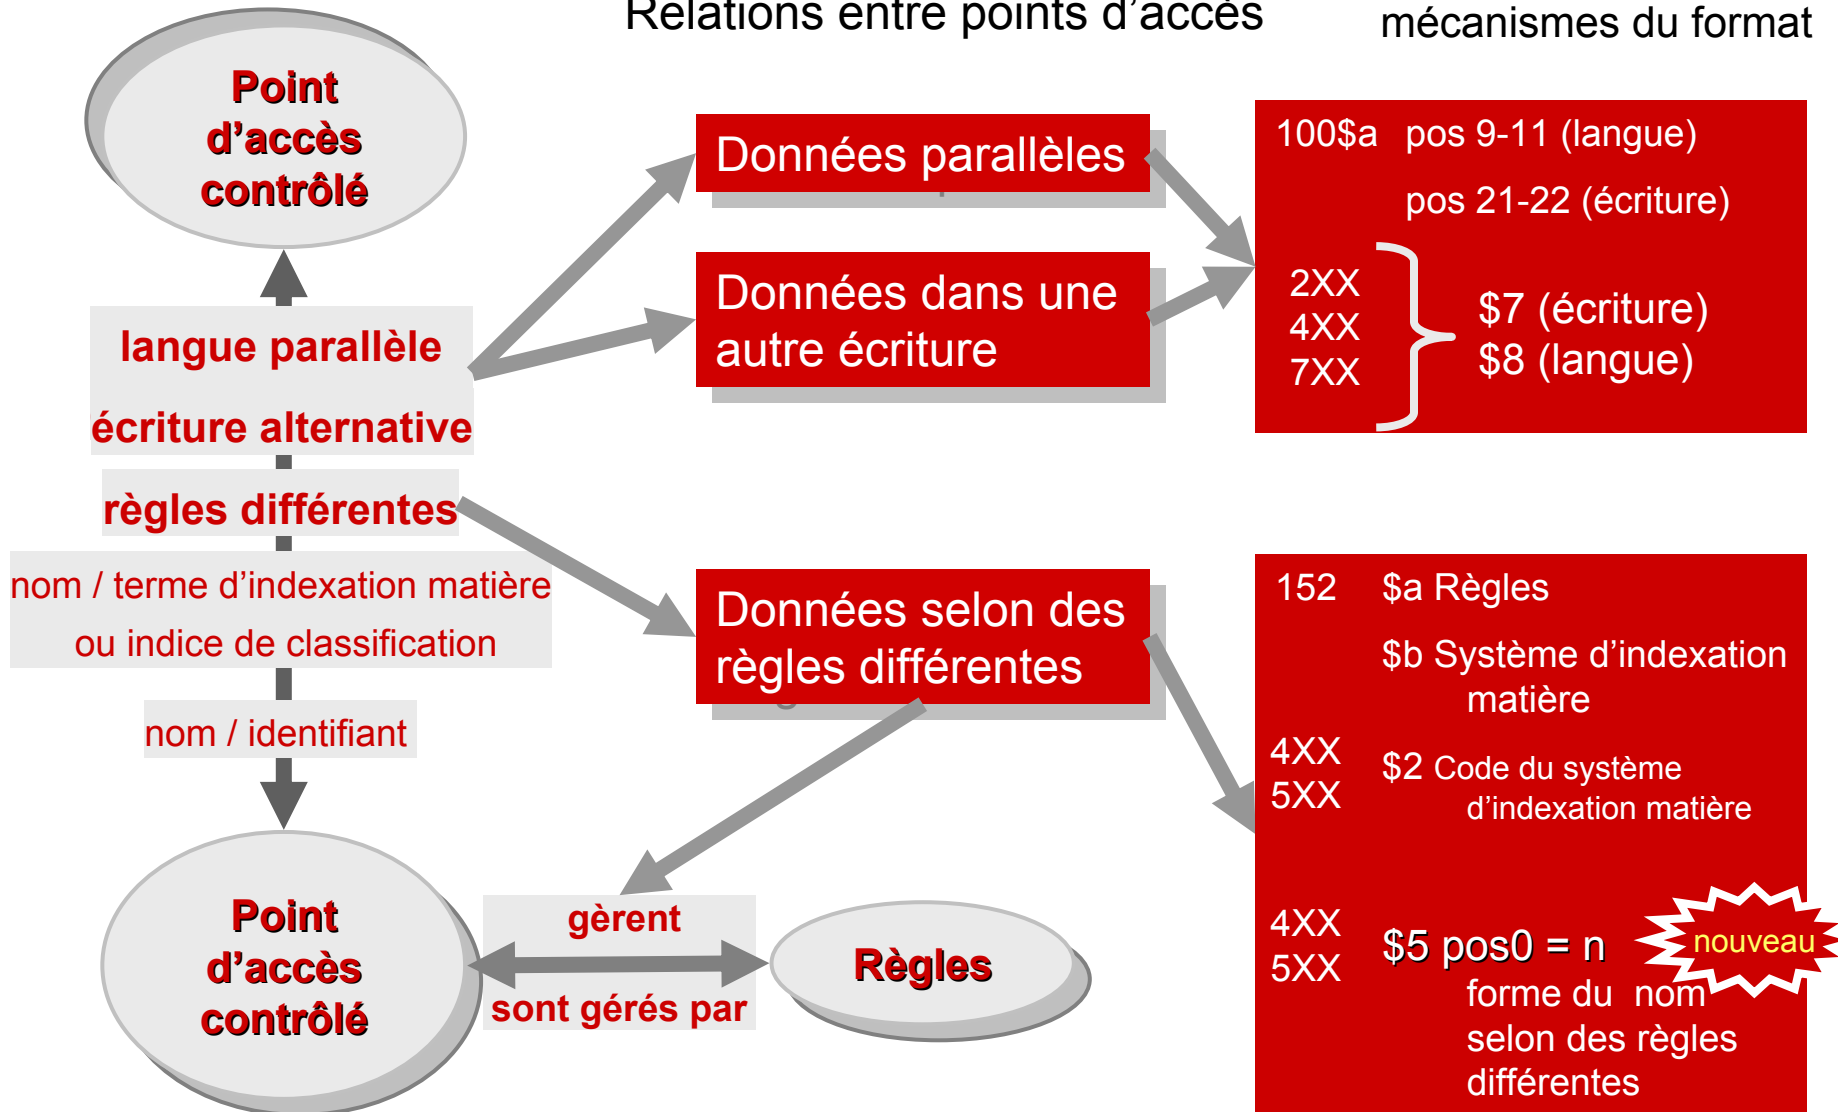 Relations entre points d’accès
mécanismes du format
Point
d’accès
contrôlé
langue parallèle
écriture alternative
règles différentes
nom / terme d’indexation matière
ou indice de classification
nom / identifiant
Point
d’accès
contrôlé
gèrent
sont gérés par
Règles
Données parallèles
Données dans une
autre écriture
Données selon des
règles différentes
100$a pos 9-11 (langue)
pos 21-22 (écriture)
2XX
4XX
7XX
$7 (écriture)
$8 (langue)
152 $a Règles
$b Système d’indexation
matière
4XX
5XX
$2 Code du système
d’indexation matière
4XX
5XX
$5 pos0 = n
nouveau
forme du nom
selon des règles
différentes